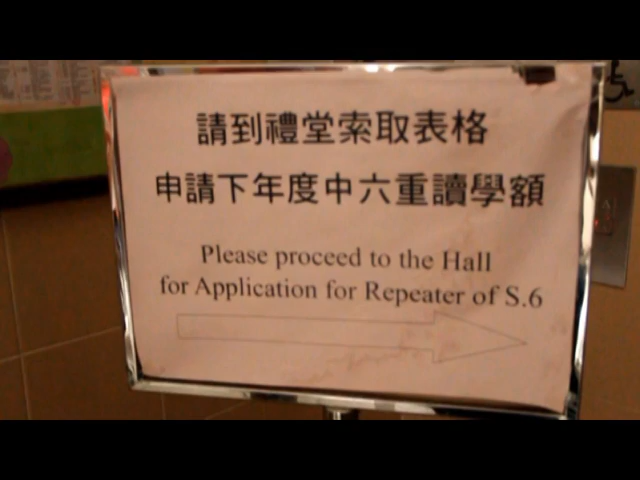 請到禮堂索取表格
申請下年度中六重讀學額
Please proceed to the Hall
for Application for Repeater of S.6